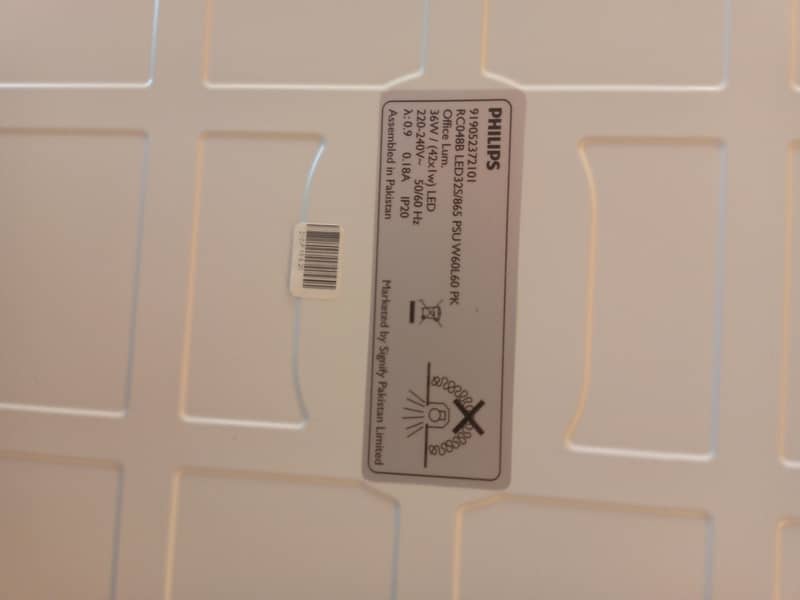 PHILIPS
919052372101
RC048B LED32S/865 PSU W60L60 PK
Office Lum.
36W / (42x1w) LED
220-240V~ 50/60 Hz
λ: 0.9 0.18A IP20
Assembled in Pakistan
Marketed by Signify Pakistan Limited